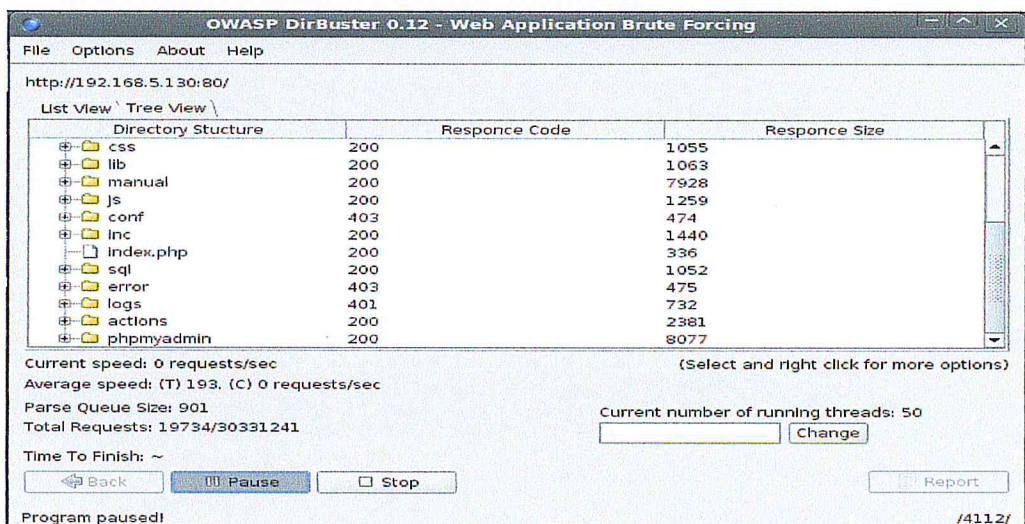 OWASP DirBuster 0.12 - Web Application Brute Forcing
File Options About Help
http://192.168.5.130:80/
List View Tree View
Directory Stucture Responce Code Responce Size
css 200 1055
lib 200 1063
manual 200 7928
js 200 1259
conf 403 474
inc 200 1440
index.php 200 336
sql 200 1052
error 403 475
logs 401 732
actions 200 2381
phpmyadmin 200 8077
Current speed: 0 requests/sec (Select and right click for more options)
Average speed: (T) 193, (C) 0 requests/sec
Parse Queue Size: 901 Current number of running threads: 50
Total Requests: 19734/30331241 Change
Time To Finish: ~
Back Pause Stop Report
Program paused! /4112/